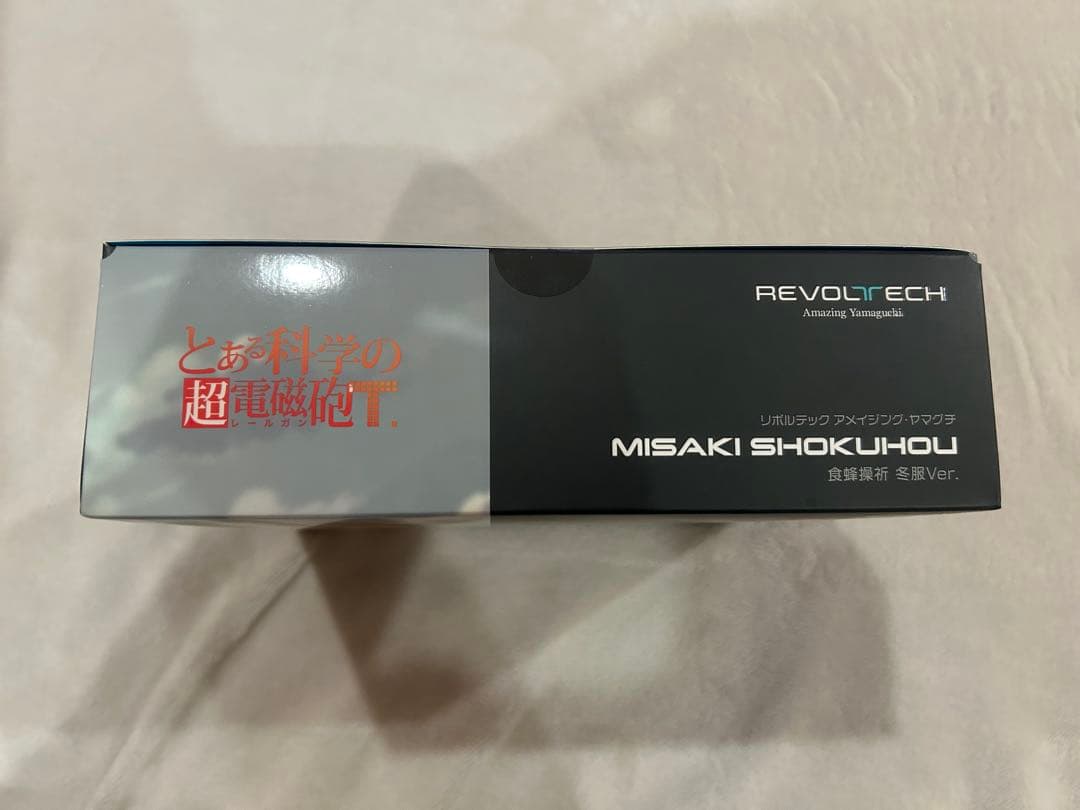 とある科学の
超電磁砲T.
レールガン
REVOLTECH
Amazing Yamaguchi
リボルテック アメイジング・ヤマグチ
MISAKI SHOKUHOU
食蜂操祈 冬服Ver.